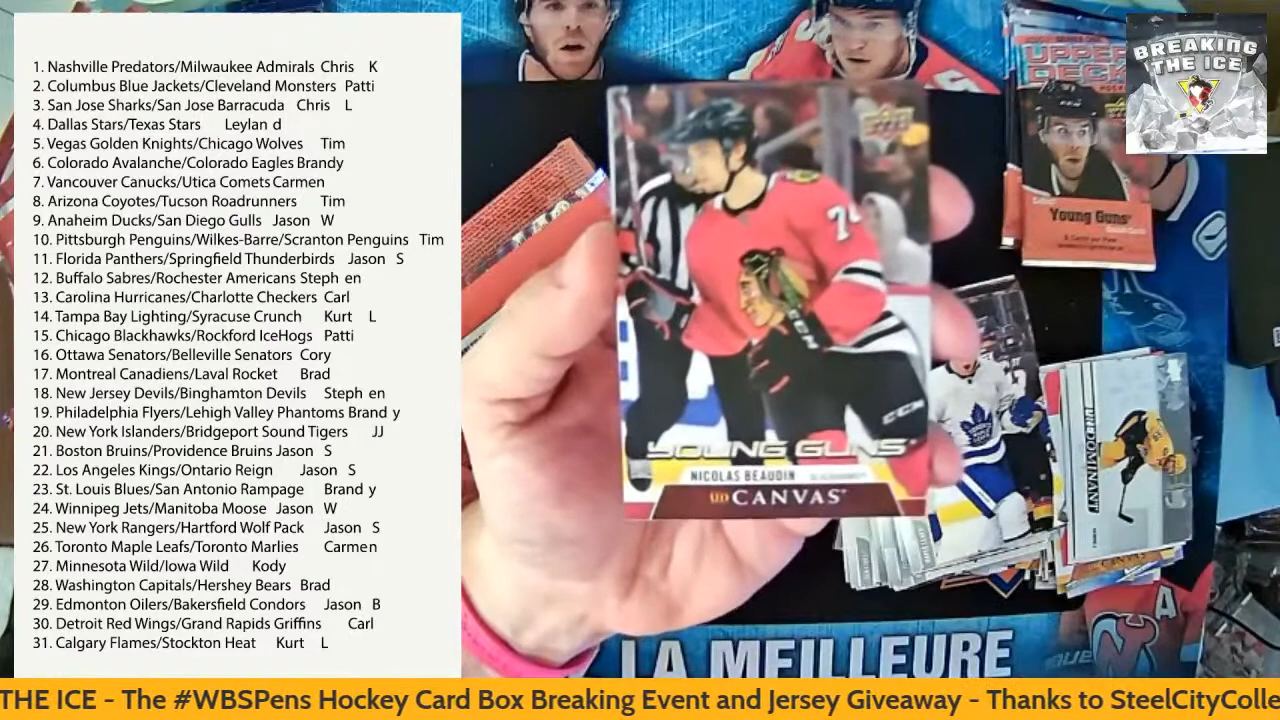 1. Nashville Predators/Milwaukee Admirals Chris K
2. Columbus Blue Jackets/Cleveland Monsters Patti
3. San Jose Sharks/San Jose Barracuda Chris L
4. Dallas Stars/Texas Stars Leylan d
5. Vegas Golden Knights/Chicago Wolves Tim
6. Colorado Avalanche/Colorado Eagles Brandy
7. Vancouver Canucks/Utica Comets Carmen
8. Arizona Coyotes/Tucson Roadrunners Tim
9. Anaheim Ducks/San Diego Gulls Jason W
10. Pittsburgh Penguins/Wilkes-Barre/Scranton Penguins Tim
11. Florida Panthers/Springfield Thunderbirds Jason S
12. Buffalo Sabres/Rochester Americans Steph en
13. Carolina Hurricanes/Charlotte Checkers Carl
14. Tampa Bay Lighting/Syracuse Crunch Kurt L
15. Chicago Blackhawks/Rockford IceHogs Patti
16. Ottawa Senators/Belleville Senators Cory
17. Montreal Canadiens/Laval Rocket Brad
18. New Jersey Devils/Binghamton Devils Steph en
19. Philadelphia Flyers/Lehigh Valley Phantoms Brand y
20. New York Islanders/Bridgeport Sound Tigers JJ
21. Boston Bruins/Providence Bruins Jason S
22. Los Angeles Kings/Ontario Reign Jason S
23. St. Louis Blues/San Antonio Rampage Brand y
24. Winnipeg Jets/Manitoba Moose Jason W
25. New York Rangers/Hartford Wolf Pack Jason S
26. Toronto Maple Leafs/Toronto Marlies Carmen
27. Minnesota Wild/Iowa Wild Kody
28. Washington Capitals/Hershey Bears Brad
29. Edmonton Oilers/Bakersfield Condors Jason B
30. Detroit Red Wings/Grand Rapids Griffins Carl
31. Calgary Flames/Stockton Heat Kurt L
BREAKING
THE ICE
UPPER
DECK
Young Guns
74
CCM
YOUNG GUNS
NICOLAS BEAUDIN
UD CANVAS
UNDOMINANT
A
LA MEILLEURE
THE ICE - The #WBSPens Hockey Card Box Breaking Event and Jersey Giveaway - Thanks to SteelCityColle